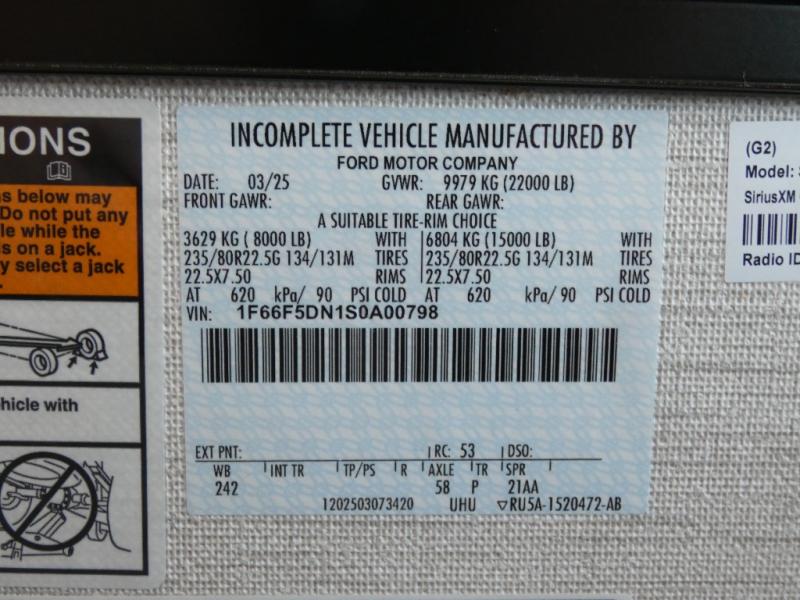 IONS
s below may
Do not put any
le while the
s on a jack.
y select a jack
hicle with
INCOMPLETE VEHICLE MANUFACTURED BY
FORD MOTOR COMPANY
DATE: 03/25 GVWR: 9979 KG (22000 LB)
FRONT GAWR: REAR GAWR:
A SUITABLE TIRE-RIM CHOICE
3629 KG ( 8000 LB) WITH 6804 KG (15000 LB) WITH
235/80R22.5G 134/131M TIRES 235/80R22.5G 134/131M TIRES
22.5X7.50 RIMS 22.5X7.50 RIMS
AT 620 kPa/ 90 PSI COLD AT 620 kPa/ 90 PSI COLD
VIN: 1F66F5DN1S0A00798
EXT PNT: RC: 53 DSO:
WB INT TR TP/PS R AXLE TR SPR
242 58 P 21AA
1202503073420 UHU ▽RU5A-1520472-AB
(G2)
Model:
SiriusXM
Radio ID